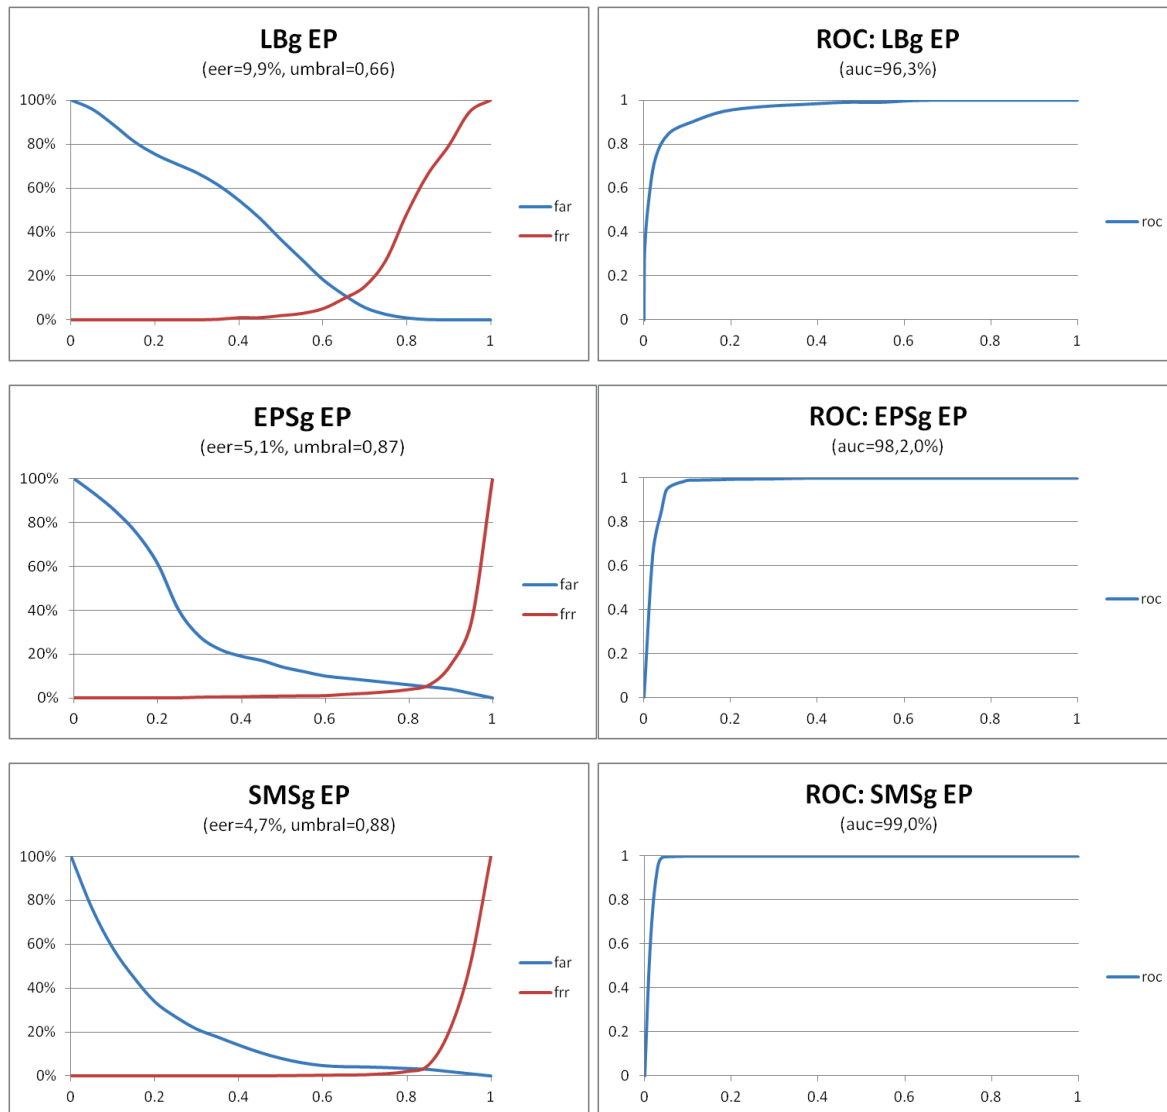 LBg EP
(eer=9,9%, umbral=0,66)
100%
80%
60%
40%
20%
0%
0 0.2 0.4 0.6 0.8 1
far
frr
ROC: LBg EP
(auc=96,3%)
1
0.8
0.6
0.4
0.2
0
0 0.2 0.4 0.6 0.8 1
roc
EPSg EP
(eer=5,1%, umbral=0,87)
100%
80%
60%
40%
20%
0%
0 0.2 0.4 0.6 0.8 1
far
frr
ROC: EPSg EP
(auc=98,2,0%)
1
0.8
0.6
0.4
0.2
0
0 0.2 0.4 0.6 0.8 1
roc
SMSg EP
(eer=4,7%, umbral=0,88)
100%
80%
60%
40%
20%
0%
0 0.2 0.4 0.6 0.8 1
far
frr
ROC: SMSg EP
(auc=99,0%)
1
0.8
0.6
0.4
0.2
0
0 0.2 0.4 0.6 0.8 1
roc